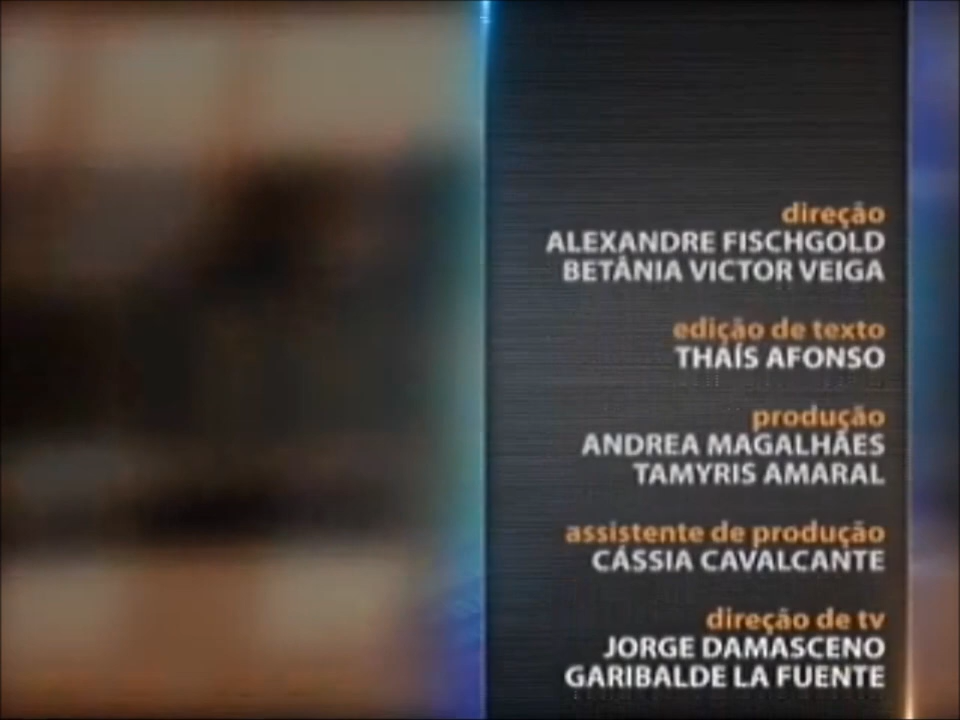 direção
ALEXANDRE FISCHGOLD
BETÂNIA VICTOR VEIGA
edição de texto
THAÍS AFONSO
produção
ANDREA MAGALHÃES
TAMYRIS AMARAL
assistente de produção
CÁSSIA CAVALCANTE
direção de tv
JORGE DAMASCENO
GARIBALDE LA FUENTE